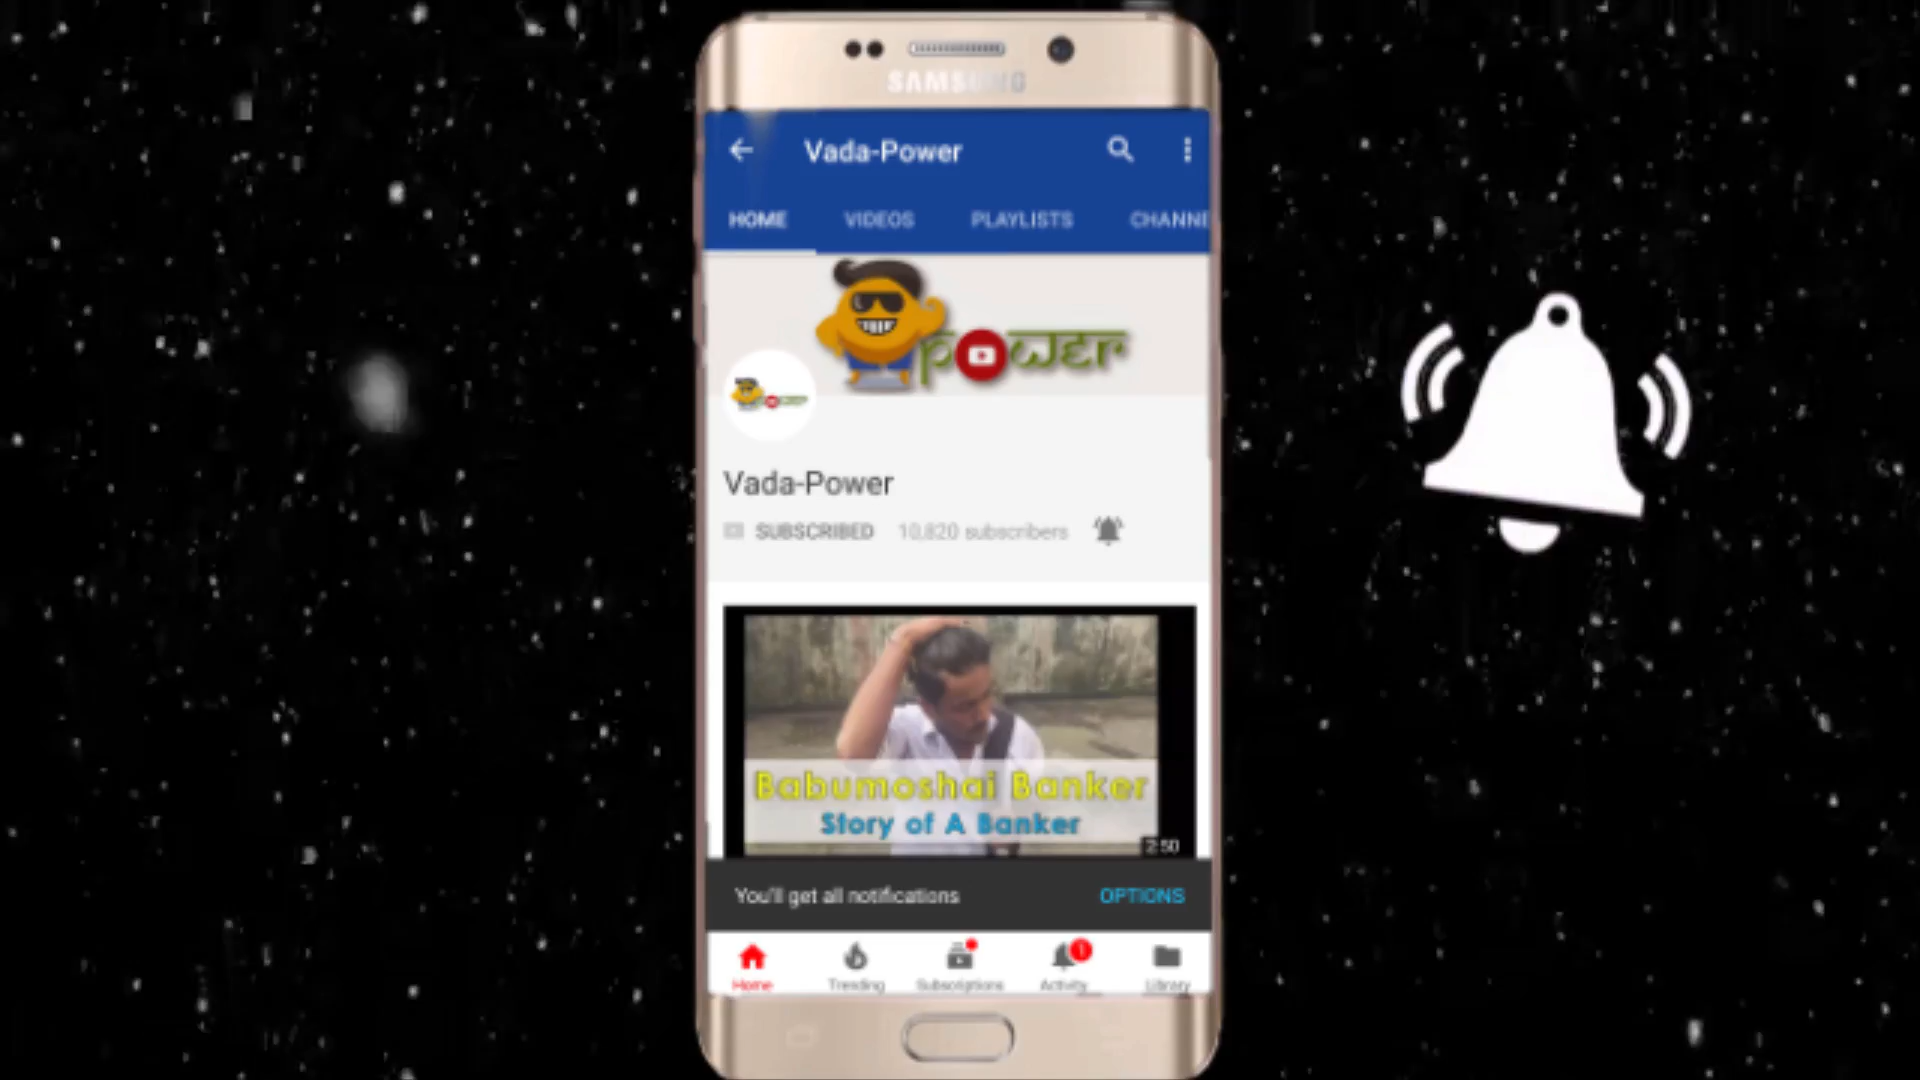 SAMSUNG
Vada-Power
HOME VIDEOS PLAYLISTS CHANNE
power
Vada-Power
SUBSCRIBED 10,820 subscribers
Babumoshai Banker
Story of A Banker
2:50
You'll get all notifications OPTIONS
1
Home Trending Subscriptions Activity Library